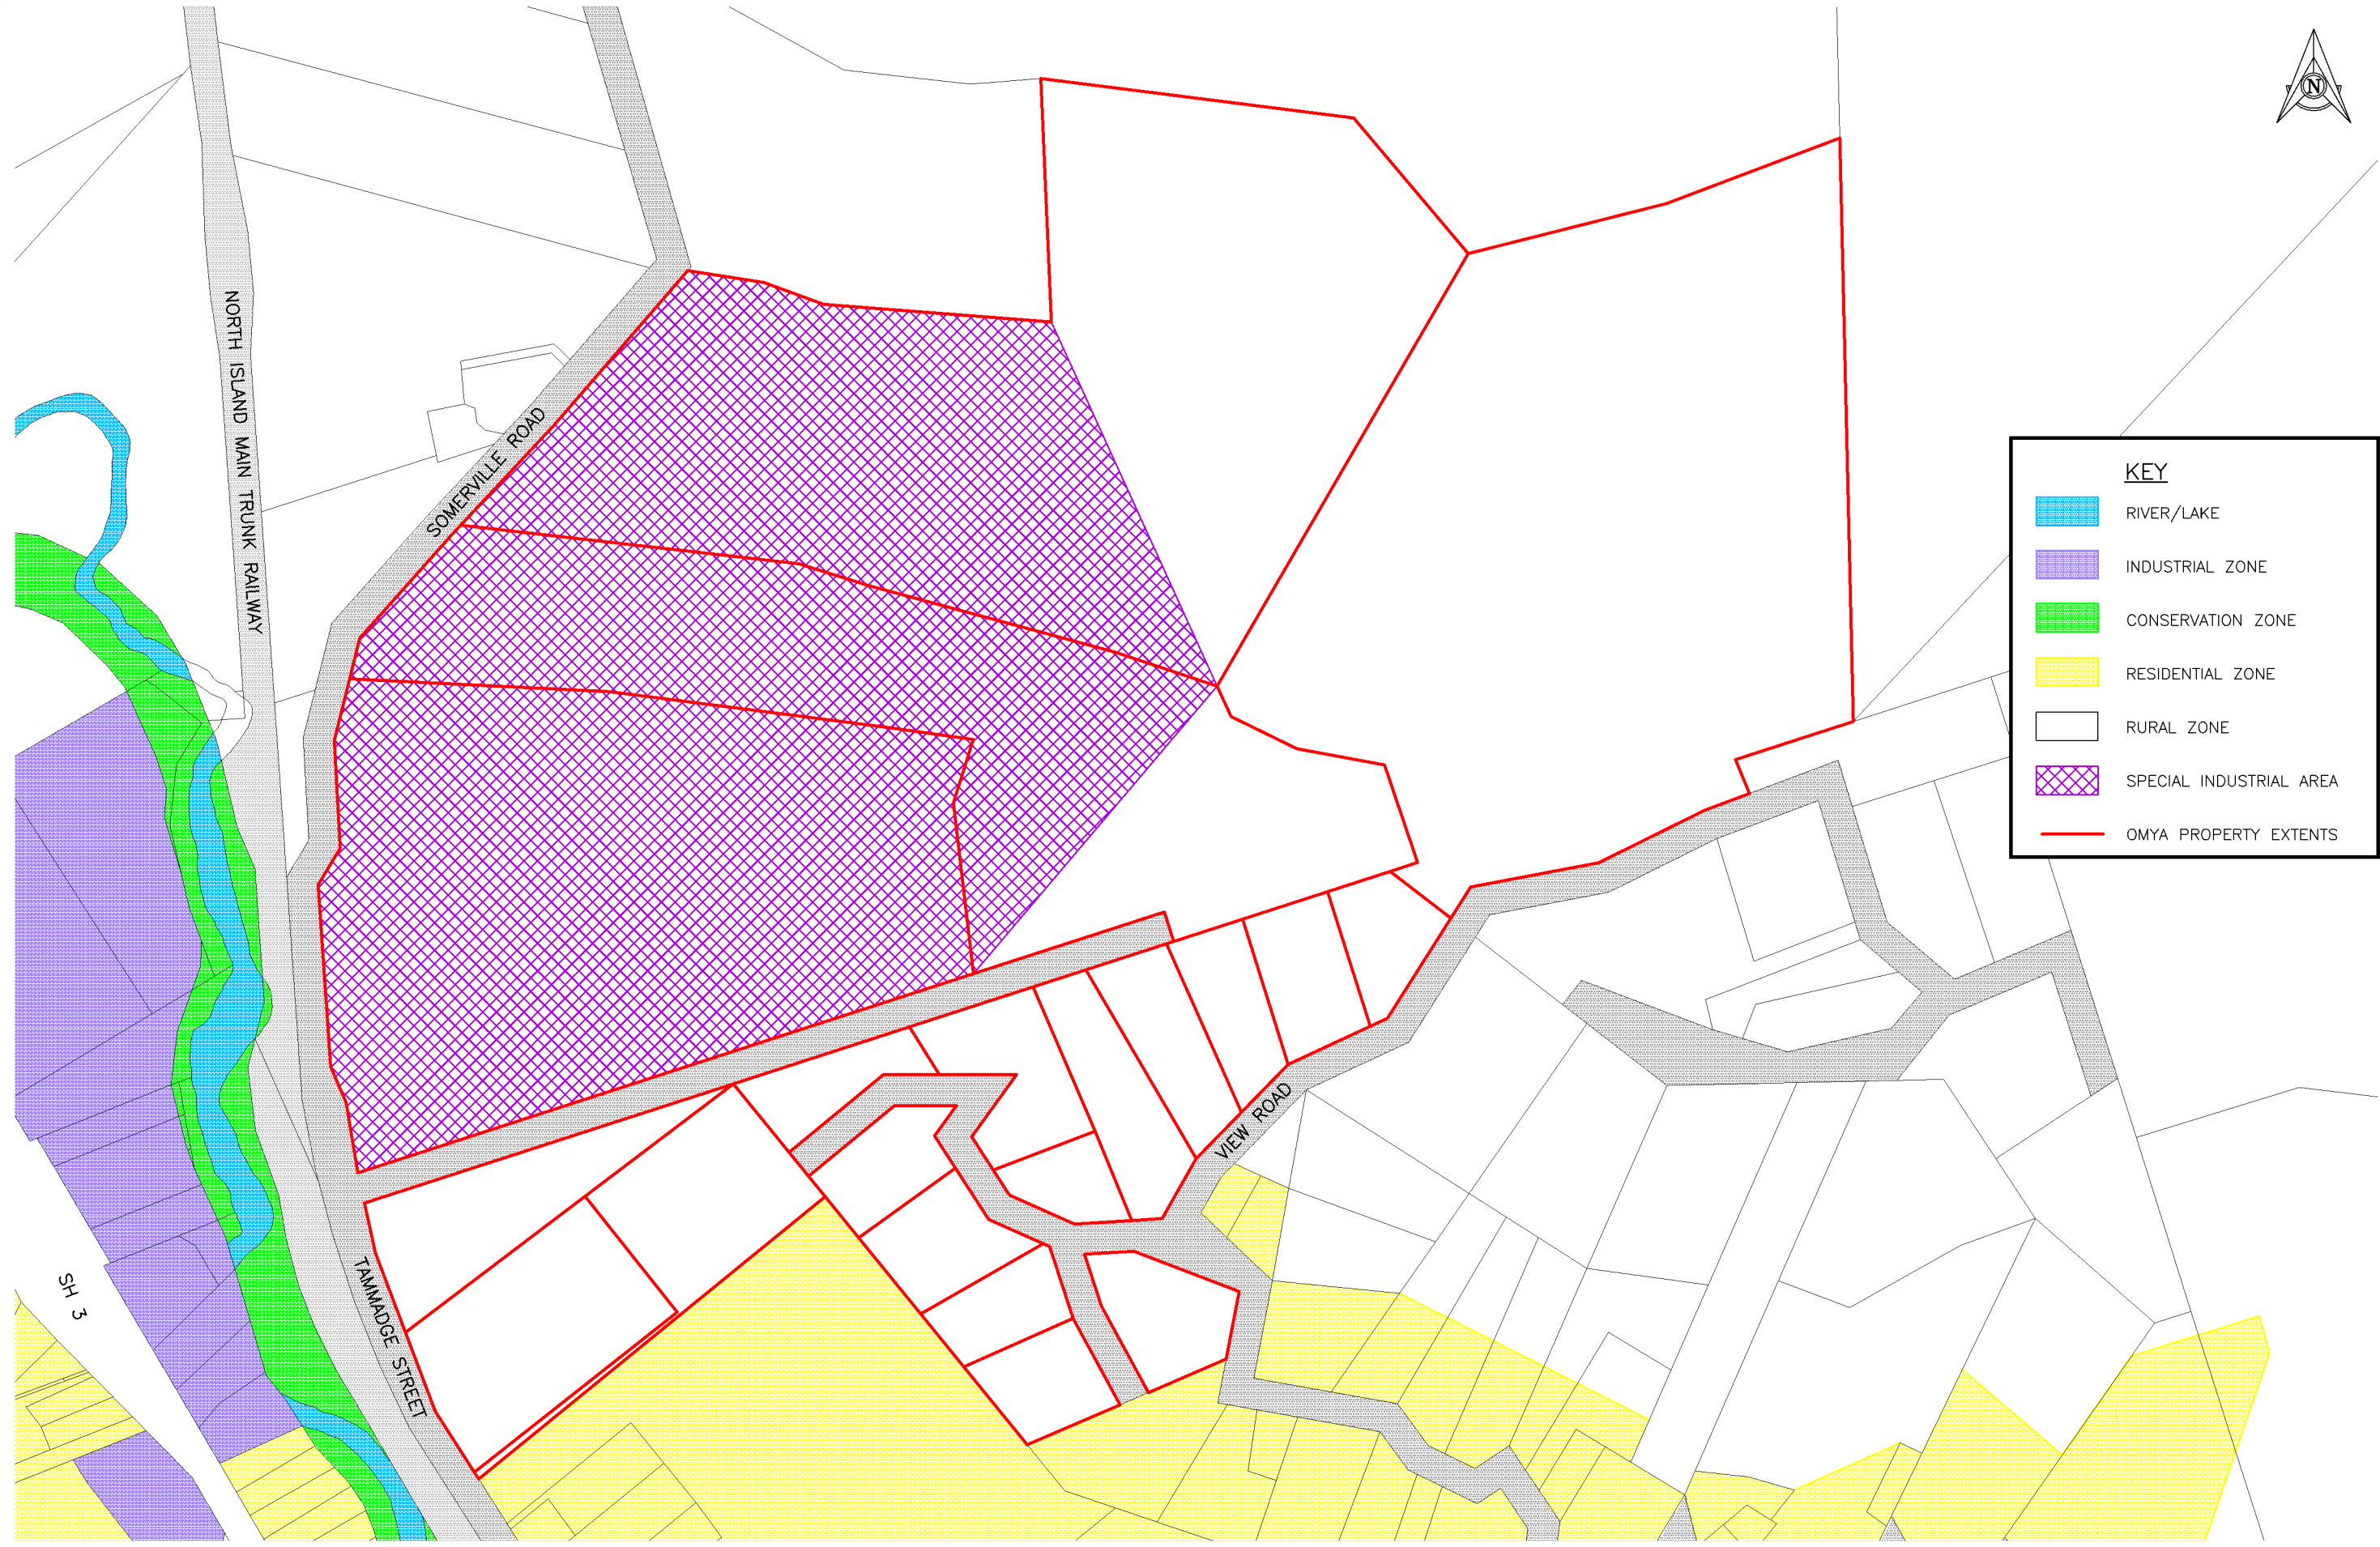 N
NORTH ISLAND MAIN TRUNK RAILWAY
SOMERVILLE ROAD
KEY
RIVER/LAKE
INDUSTRIAL ZONE
CONSERVATION ZONE
RESIDENTIAL ZONE
RURAL ZONE
SPECIAL INDUSTRIAL AREA
OMYA PROPERTY EXTENTS
VIEW ROAD
SH 3
TAMMADGE STREET